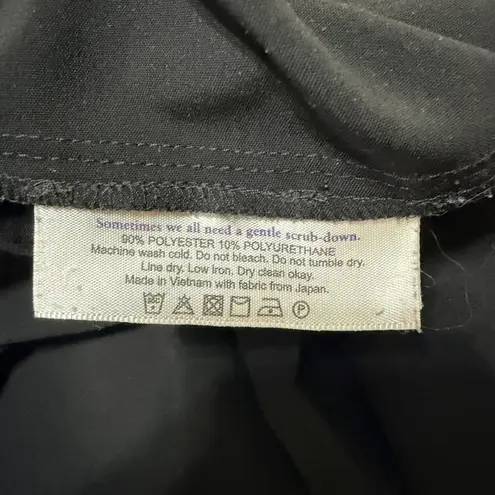 Sometimes we all need a gentle scrub-down.
90% POLYESTER 10% POLYURETHANE
Machine wash cold. Do not bleach. Do not tumble dry.
Line dry. Low Iron. Dry clean okay.
Made in Vietnam with fabric from Japan.
P